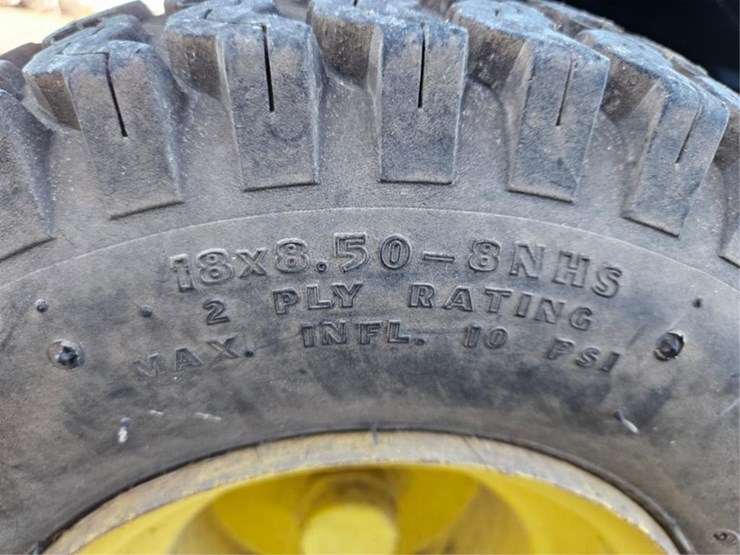 18x8.50-8NHS
2 PLY RATING
MAX. INFL. 10 PSI